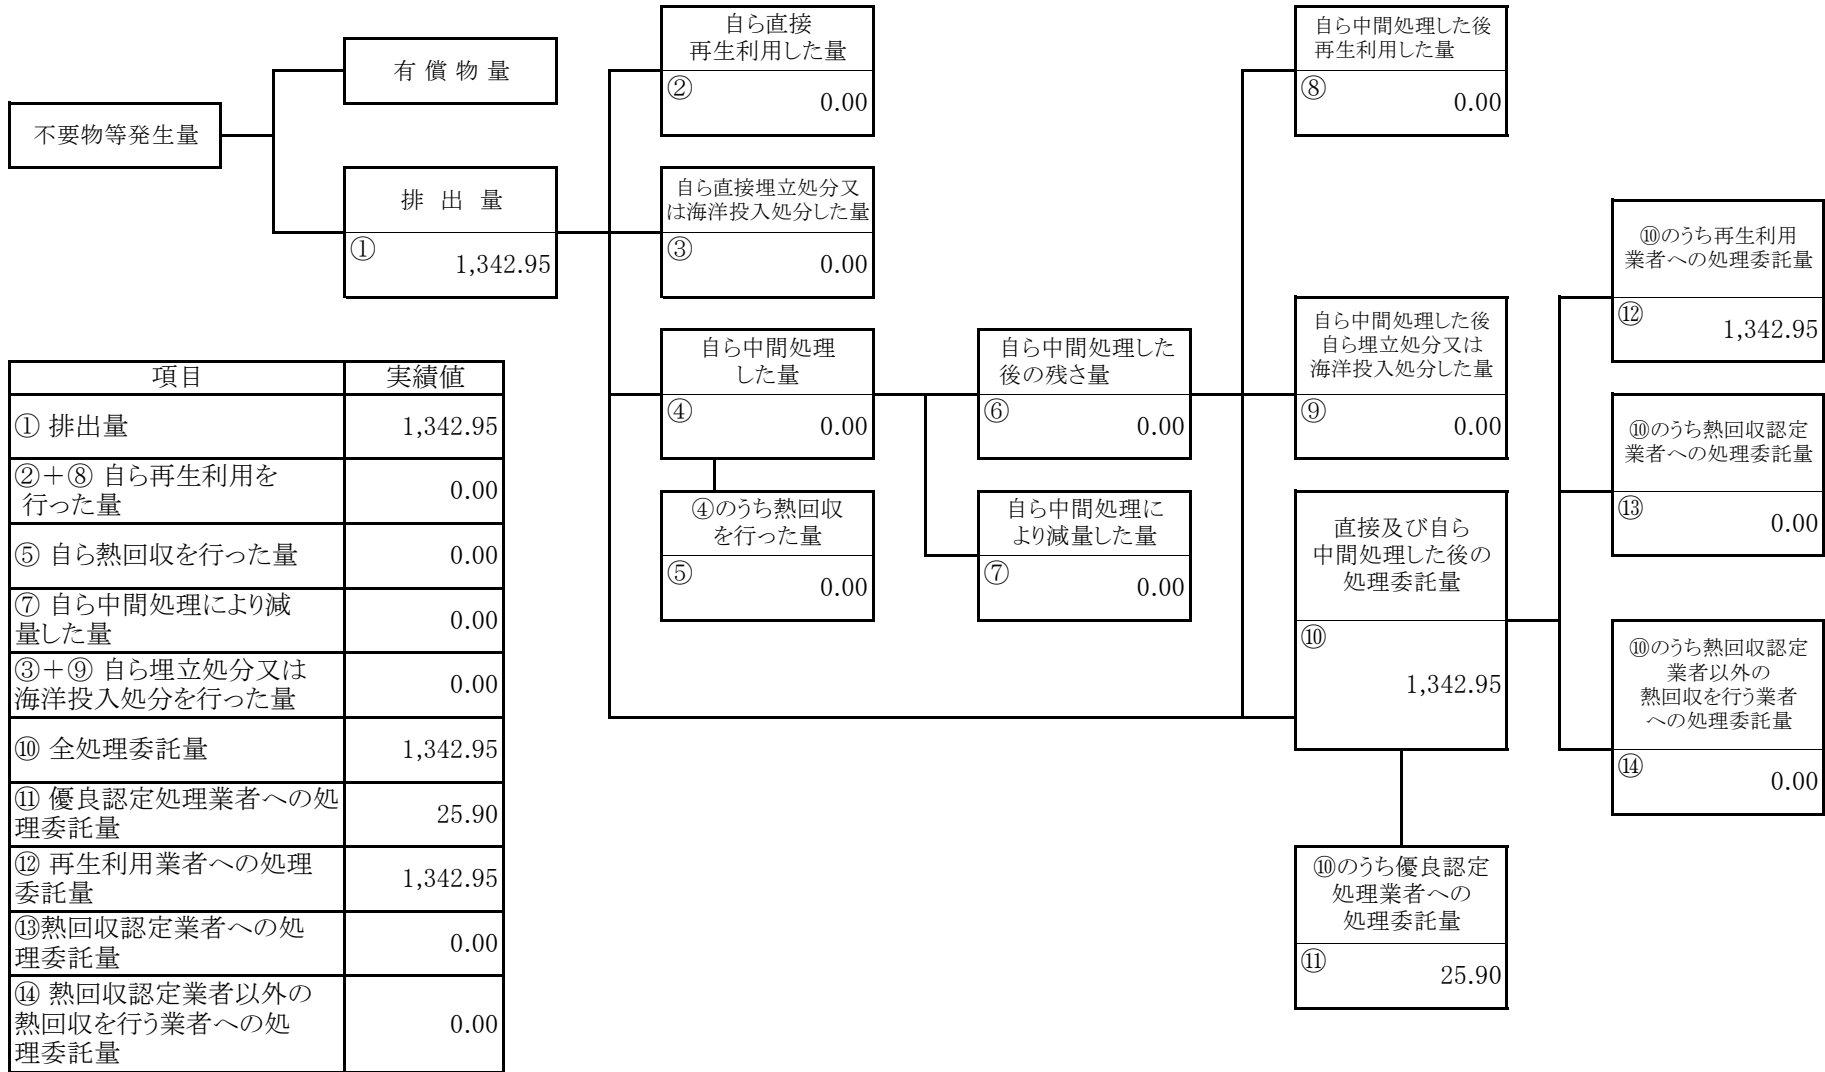 自ら直接
再生利用した量
②
0.00
自ら中間処理した後
再生利用した量
⑧
0.00
有 償 物 量
不要物等発生量
排 出 量
①
1,342.95
自ら直接埋立処分又
は海洋投入処分した量
③
0.00
⑩のうち再生利用
業者への処理委託量
⑫
1,342.95
自ら中間処理
した量
④
0.00
自ら中間処理した
後の残さ量
⑥
0.00
自ら中間処理した後
自ら埋立処分又は
海洋投入処分した量
⑨
0.00
⑩のうち熱回収認定
業者への処理委託量
⑬
0.00
④のうち熱回収
を行った量
⑤
0.00
自ら中間処理に
より減量した量
⑦
0.00
直接及び自ら
中間処理した後の
処理委託量
⑩
1,342.95
⑩のうち熱回収認定
業者以外の
熱回収を行う業者
への処理委託量
⑭
0.00
⑩のうち優良認定
処理業者への
処理委託量
⑪
25.90
項目 実績値
① 排出量 1,342.95
②＋⑧ 自ら再生利用を
行った量 0.00
⑤ 自ら熱回収を行った量 0.00
⑦ 自ら中間処理により減
量した量 0.00
③＋⑨ 自ら埋立処分又は
海洋投入処分を行った量 0.00
⑩ 全処理委託量 1,342.95
⑪ 優良認定処理業者への処
理委託量 25.90
⑫ 再生利用業者への処理
委託量 1,342.95
⑬熱回収認定業者への処
理委託量 0.00
⑭ 熱回収認定業者以外の
熱回収を行う業者への処
理委託量 0.00